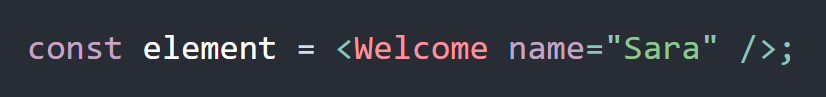 const element = <Welcome name="Sara" />;